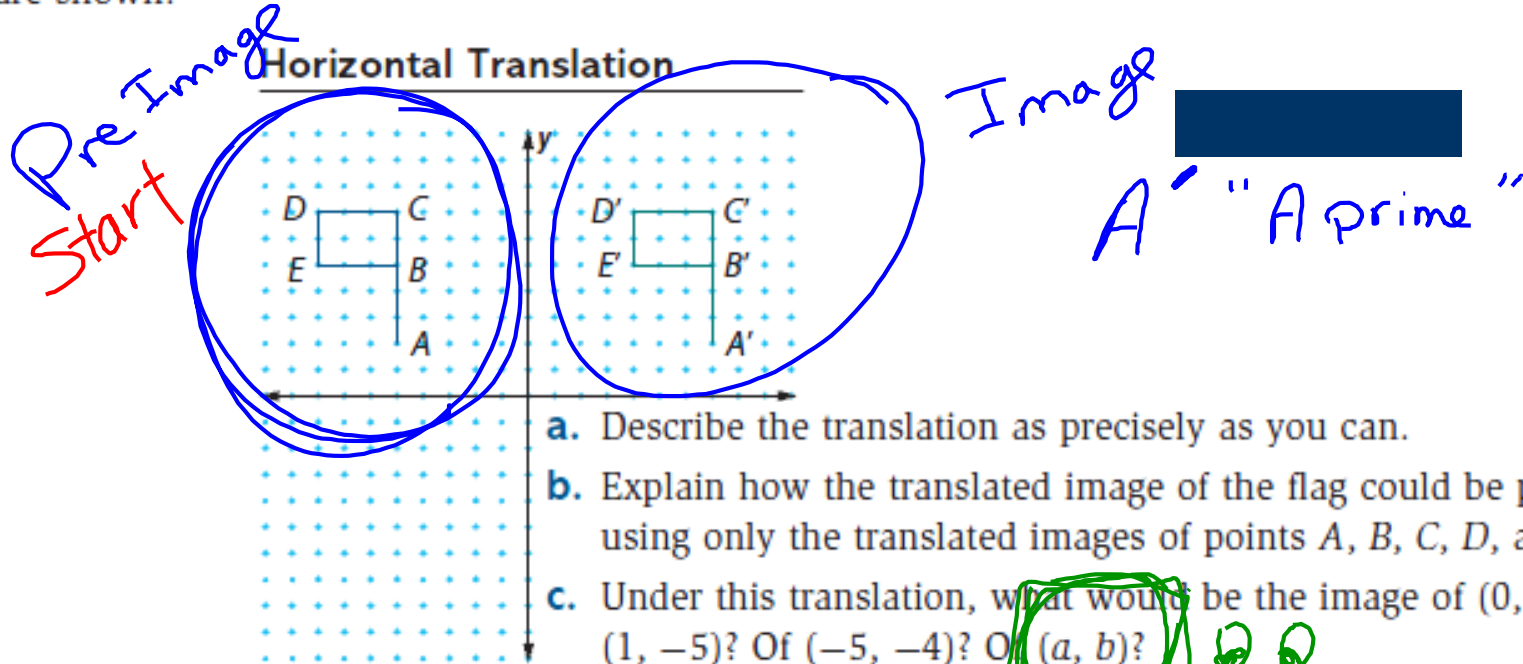 are shown?
Pre Image
Horizontal Translation
Image
Start
A′ "A prime"
y
D C D′ C′
E B E′ B′
A A′
a. Describe the translation as precisely as you can.
b. Explain how the translated image of the flag could be
using only the translated images of points A, B, C, D,
c. Under this translation, what would be the image of (0,
(1, −5)? Of (−5, −4)? Of (a, b)?